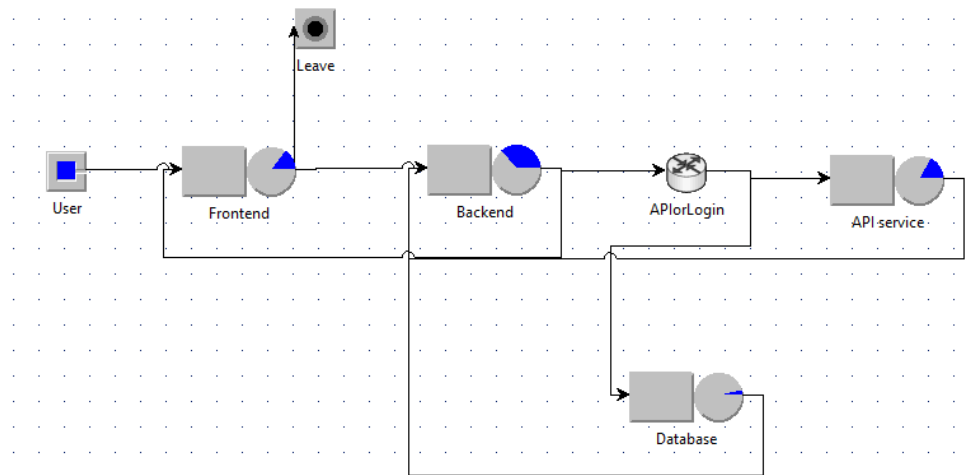 Leave
User
Frontend
Backend
APIorLogin
API service
Database